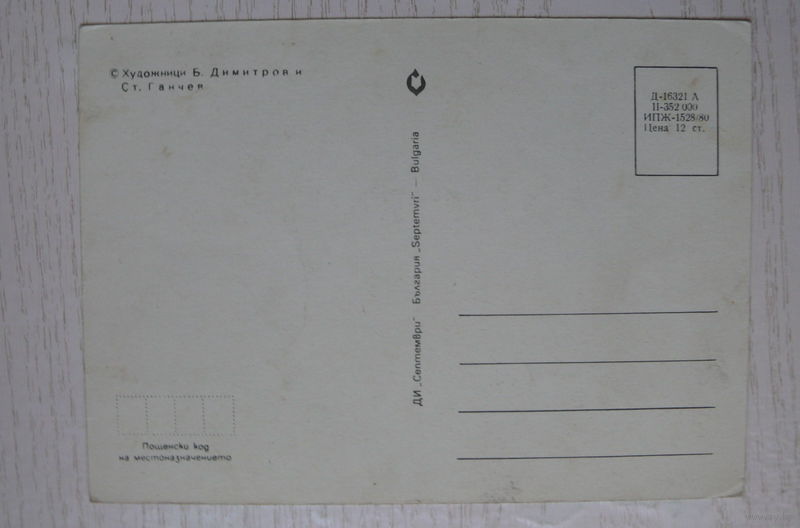 © Художници Б. Димитров и
Ст. Ганчев
ДИ „Септември" България „Septemvri" — Bulgaria
Д-16321 А
II-352 000
ИПЖ-1528/80
Цена 12 ст.
Пощенски код
на местоназначението